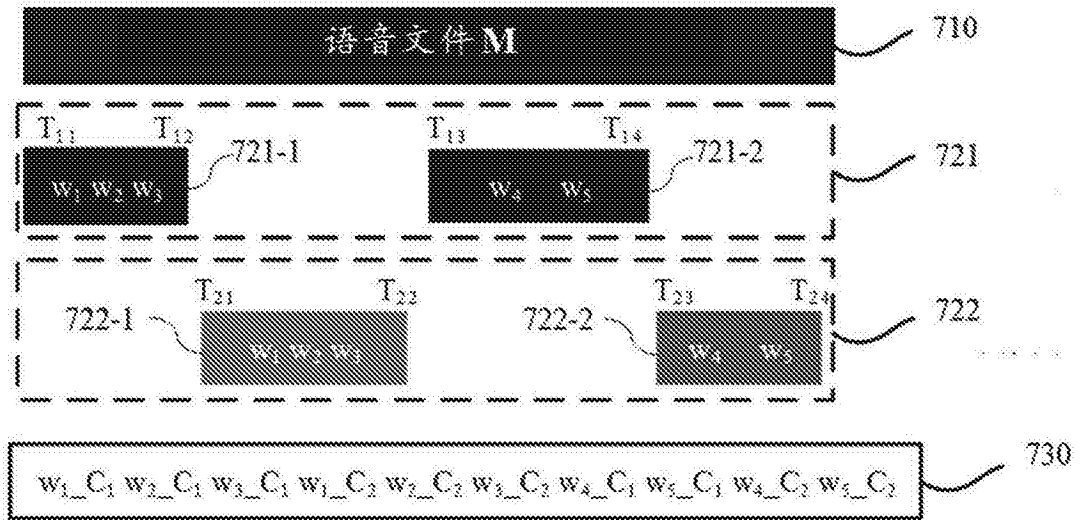 语音文件M 710
T₁₁ T₁₂ T₁₃ T₁₄
721-1 721-2 721
w₁ w₂ w₃ w₄ w₅
T₂₁ T₂₂ T₂₃ T₂₄
722-1 722-2 722
w₁ w₂ w₃ w₄ w₅
730
w₁_C₁ w₂_C₁ w₃_C₁ w₁_C₂ w₂_C₂ w₃_C₂ w₄_C₁ w₅_C₁ w₄_C₂ w₅_C₂